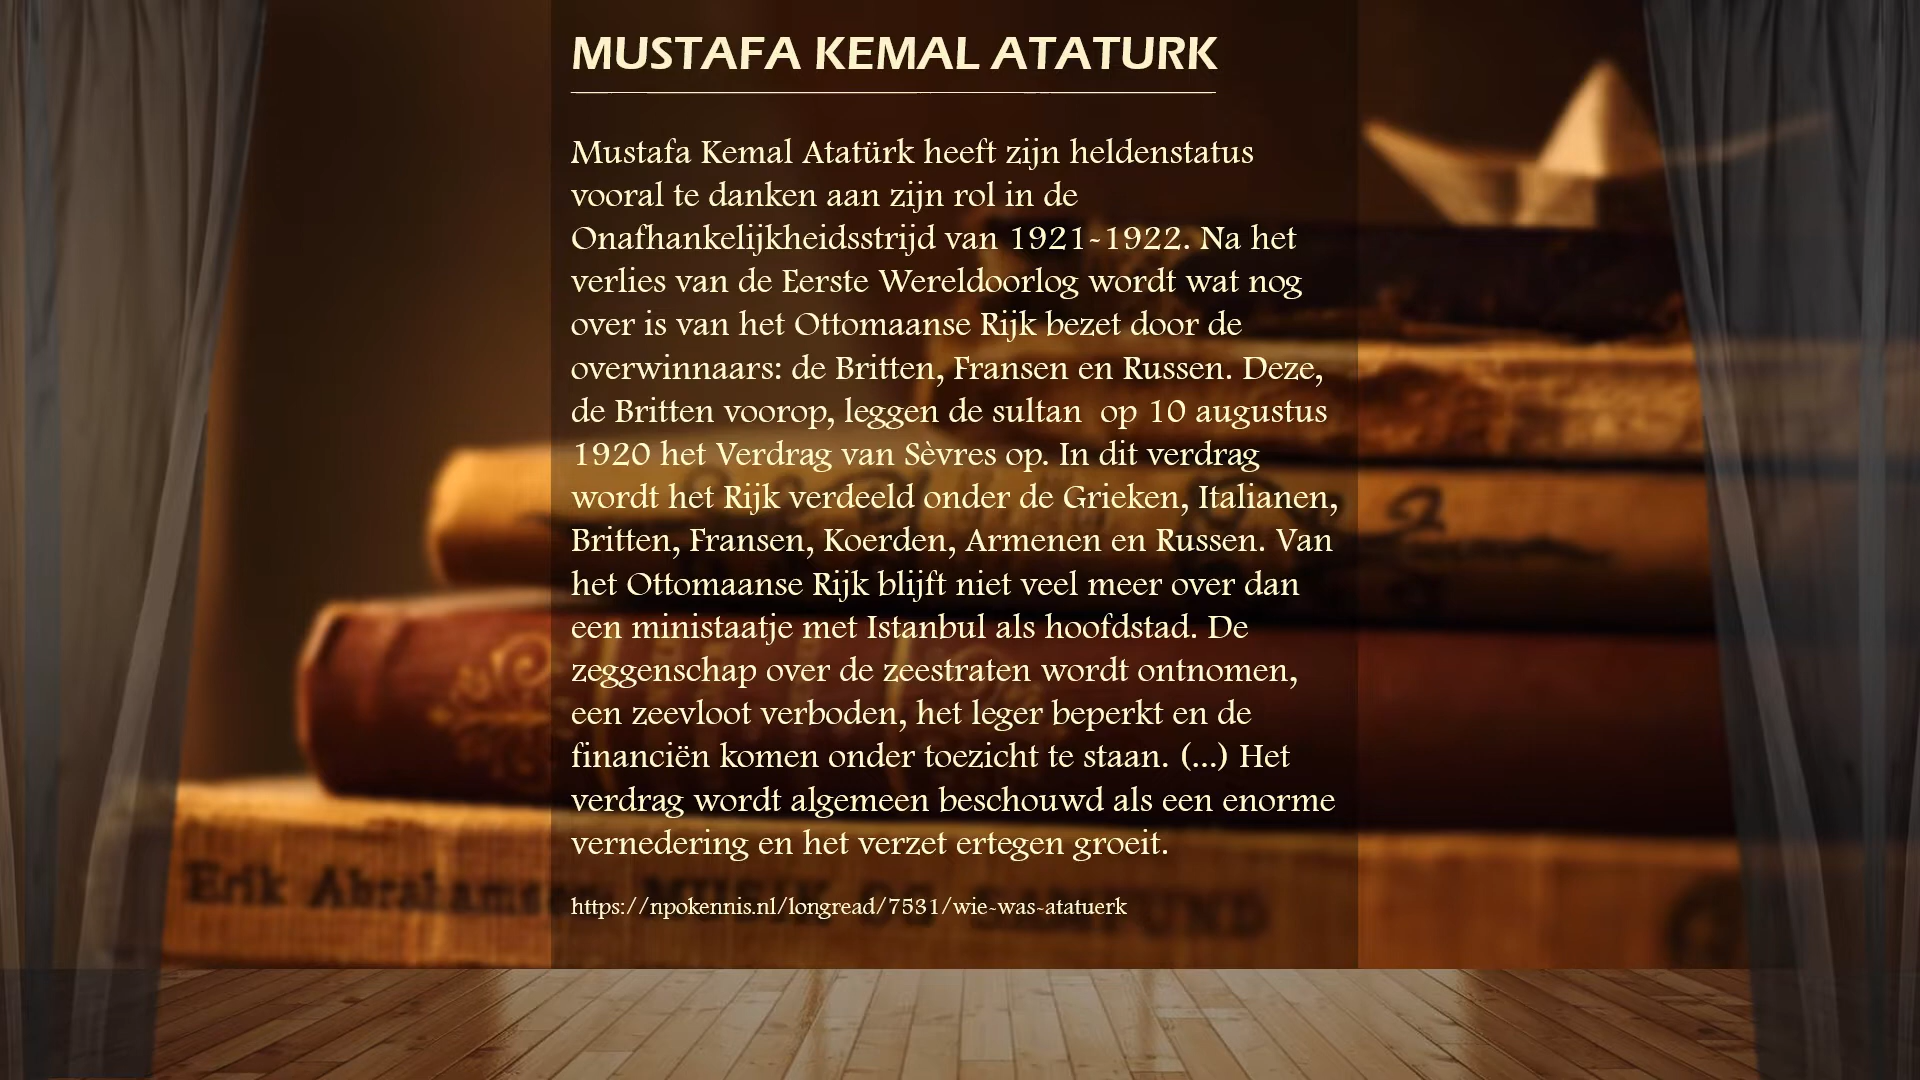 MUSTAFA KEMAL ATATURK
Mustafa Kemal Atatürk heeft zijn heldenstatus
vooral te danken aan zijn rol in de
Onafhankelijkheidsstrijd van 1921-1922. Na het
verlies van de Eerste Wereldoorlog wordt wat nog
over is van het Ottomaanse Rijk bezet door de
overwinnaars: de Britten, Fransen en Russen. Deze,
de Britten voorop, leggen de sultan  op 10 augustus
1920 het Verdrag van Sèvres op. In dit verdrag
wordt het Rijk verdeeld onder de Grieken, Italianen,
Britten, Fransen, Koerden, Armenen en Russen. Van
het Ottomaanse Rijk blijft niet veel meer over dan
een ministaatje met Istanbul als hoofdstad. De
zeggenschap over de zeestraten wordt ontnomen,
een zeevloot verboden, het leger beperkt en de
financiën komen onder toezicht te staan. (...) Het
verdrag wordt algemeen beschouwd als een enorme
vernedering en het verzet ertegen groeit.
Erik Abrahamsen: MUSIK OG SAMFUND
https://npokennis.nl/longread/7531/wie-was-atatuerk